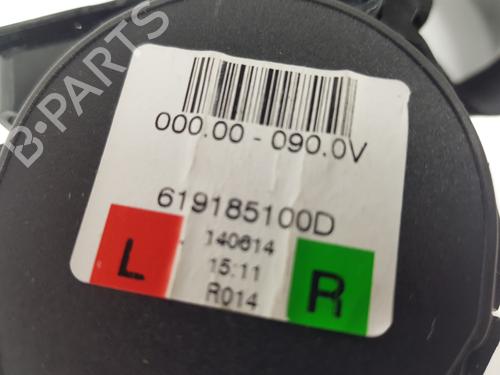 B-PARTS
000.00 - 090.0V
619185100D
140614
L
15:11
R
R014